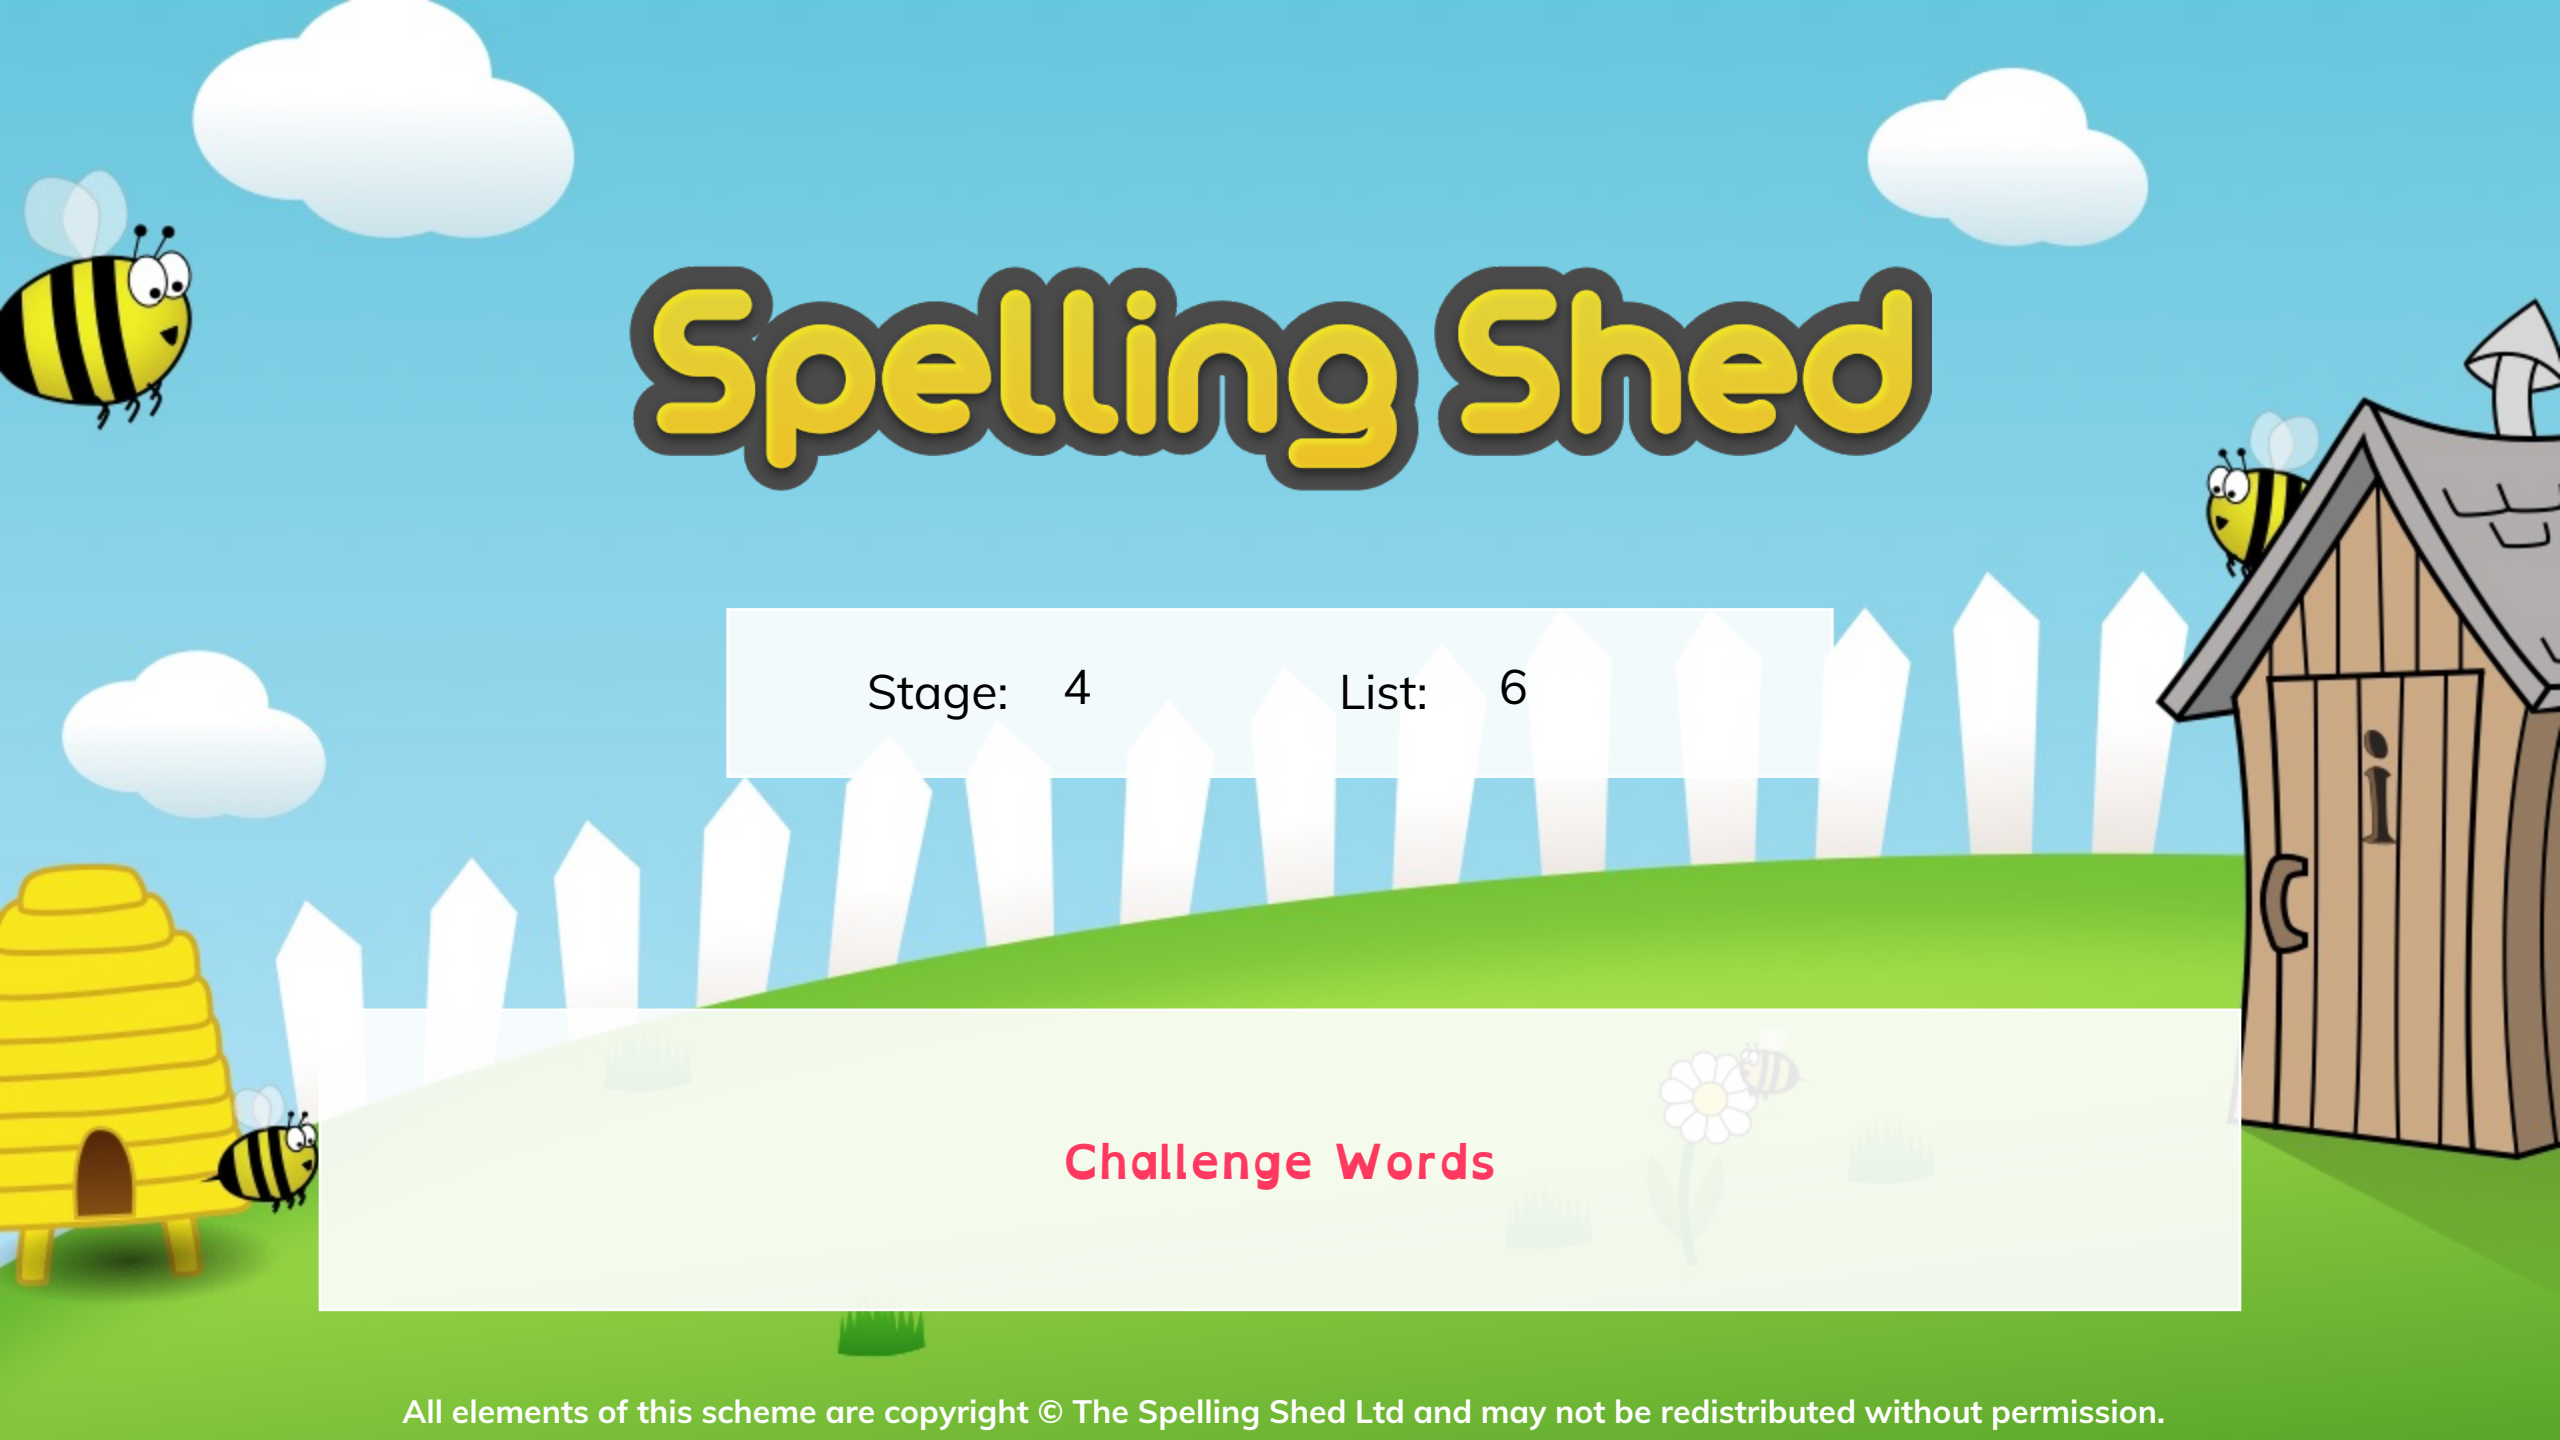 Spelling Shed
Stage: 4 List: 6
i
Challenge Words
All elements of this scheme are copyright © The Spelling Shed Ltd and may not be redistributed without permission.